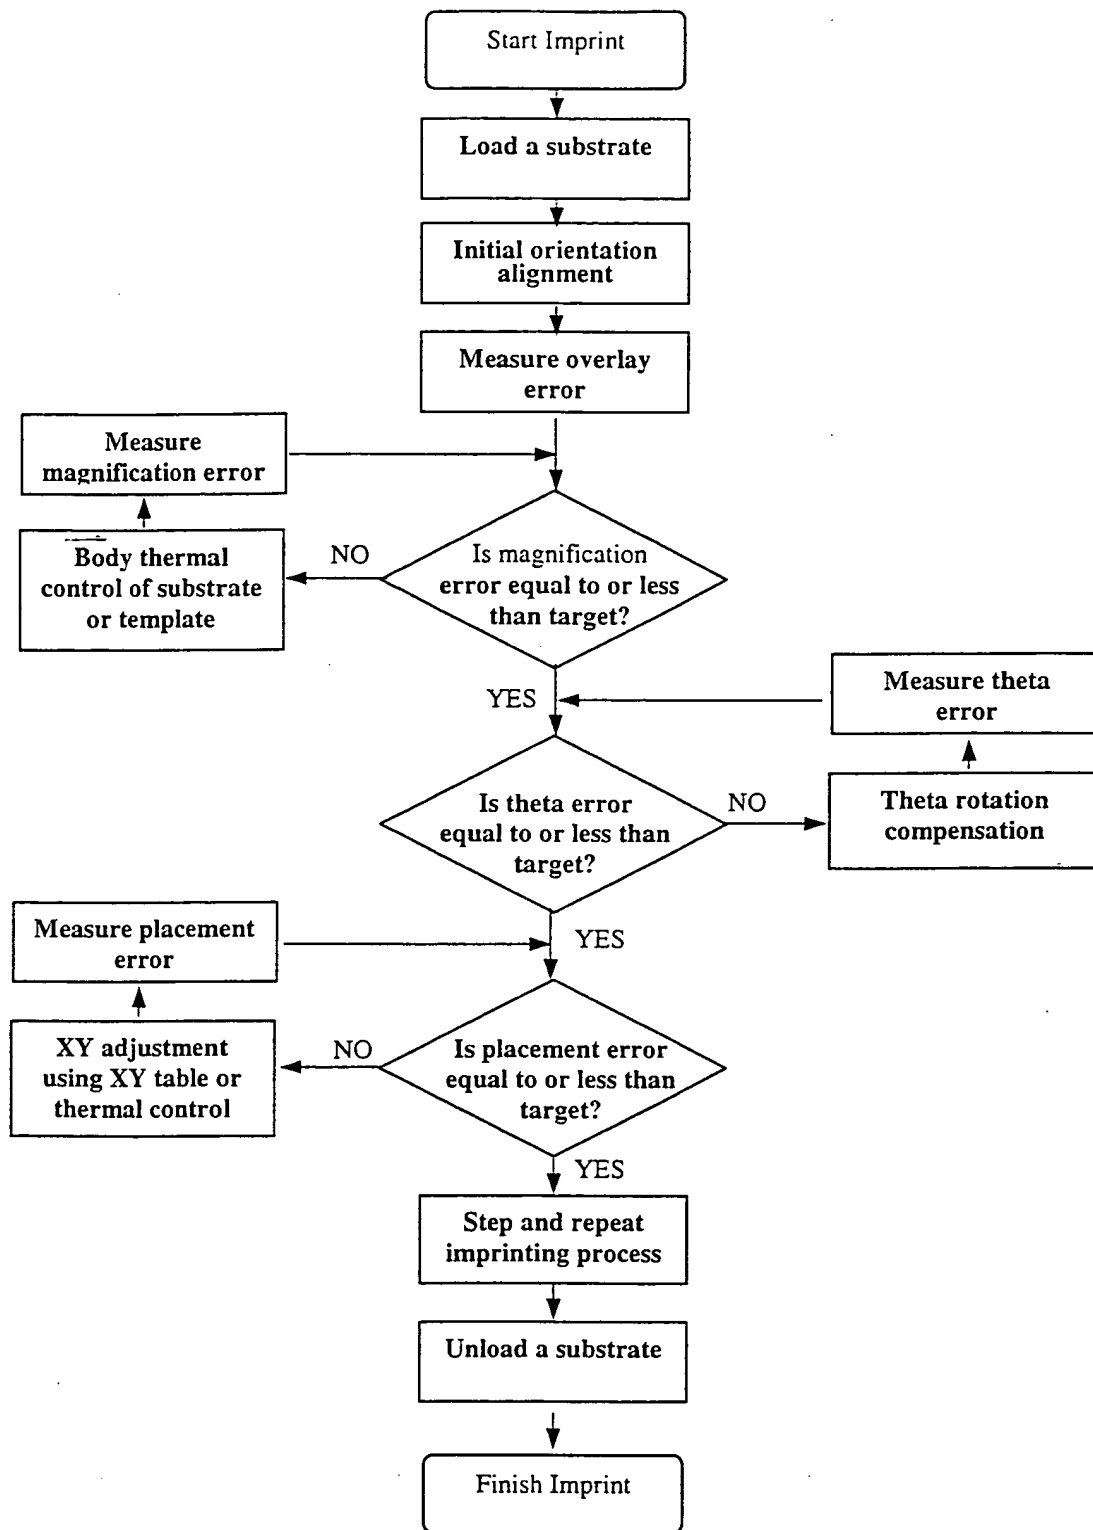 Start Imprint
Load a substrate
Initial orientation
alignment
Measure overlay
error
Measure
magnification error
Body thermal
control of substrate
or template
NO
Is magnification
error equal to or less
than target?
YES
Measure theta
error
Is theta error
equal to or less than
target?
NO
Theta rotation
compensation
Measure placement
error
YES
XY adjustment
using XY table or
thermal control
NO
Is placement error
equal to or less than
target?
YES
Step and repeat
imprinting process
Unload a substrate
Finish Imprint